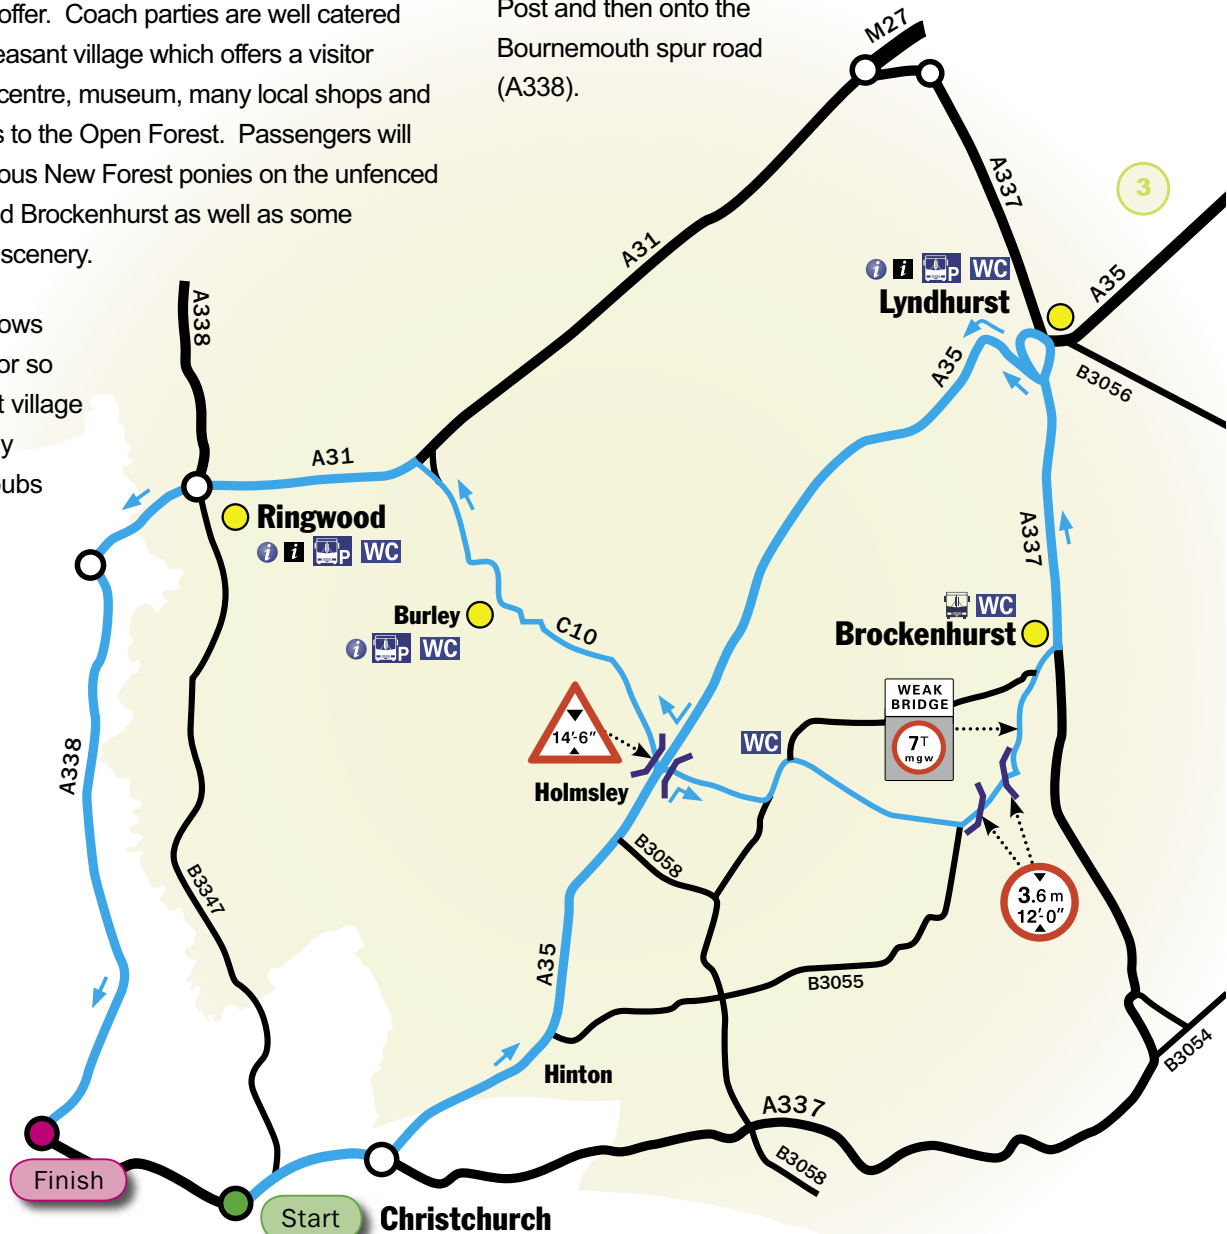 offer.  Coach parties are well catered
easant village which offers a visitor
centre, museum, many local shops and
s to the Open Forest.  Passengers will
ous New Forest ponies on the unfenced
d Brockenhurst as well as some
scenery.
ows
or so
t village
y
ubs
Post and then onto the
Bournemouth spur road
(A338).
M27
A337
3
A31
i i P WC
Lyndhurst
A35
A338
A35
B3056
A31
Ringwood
i i P WC
A337
Burley
i P WC
C10
WC
Brockenhurst
WEAK
BRIDGE
7T
mgw
14'-6"
WC
Holmsley
A338
B3058
B3347
3.6 m
12'-0"
A35
B3055
Hinton
B3054
A337
B3058
Finish
Start
Christchurch